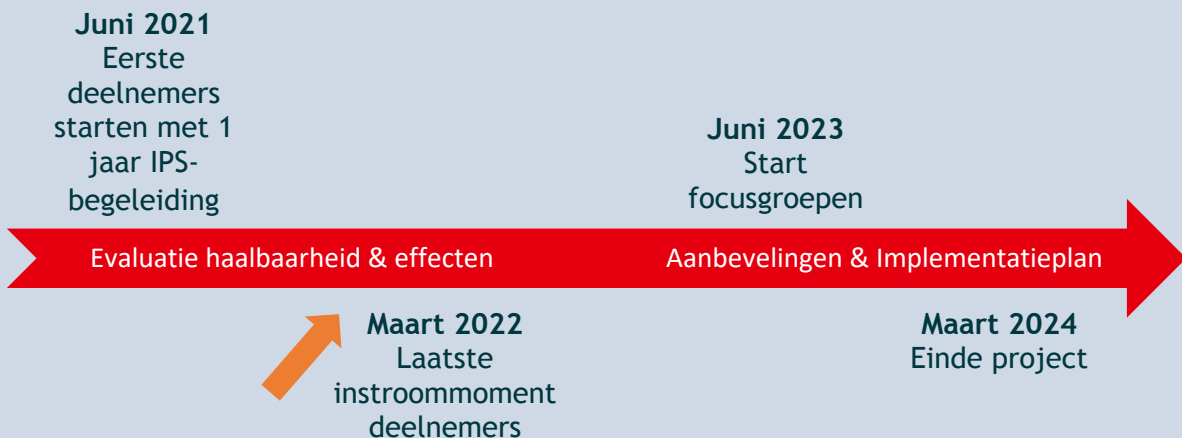 Juni 2021
Eerste
deelnemers
starten met 1
jaar IPS-
begeleiding
Juni 2023
Start
focusgroepen
Evaluatie haalbaarheid & effecten
Aanbevelingen & Implementatieplan
Maart 2022
Laatste
instroommoment
deelnemers
Maart 2024
Einde project